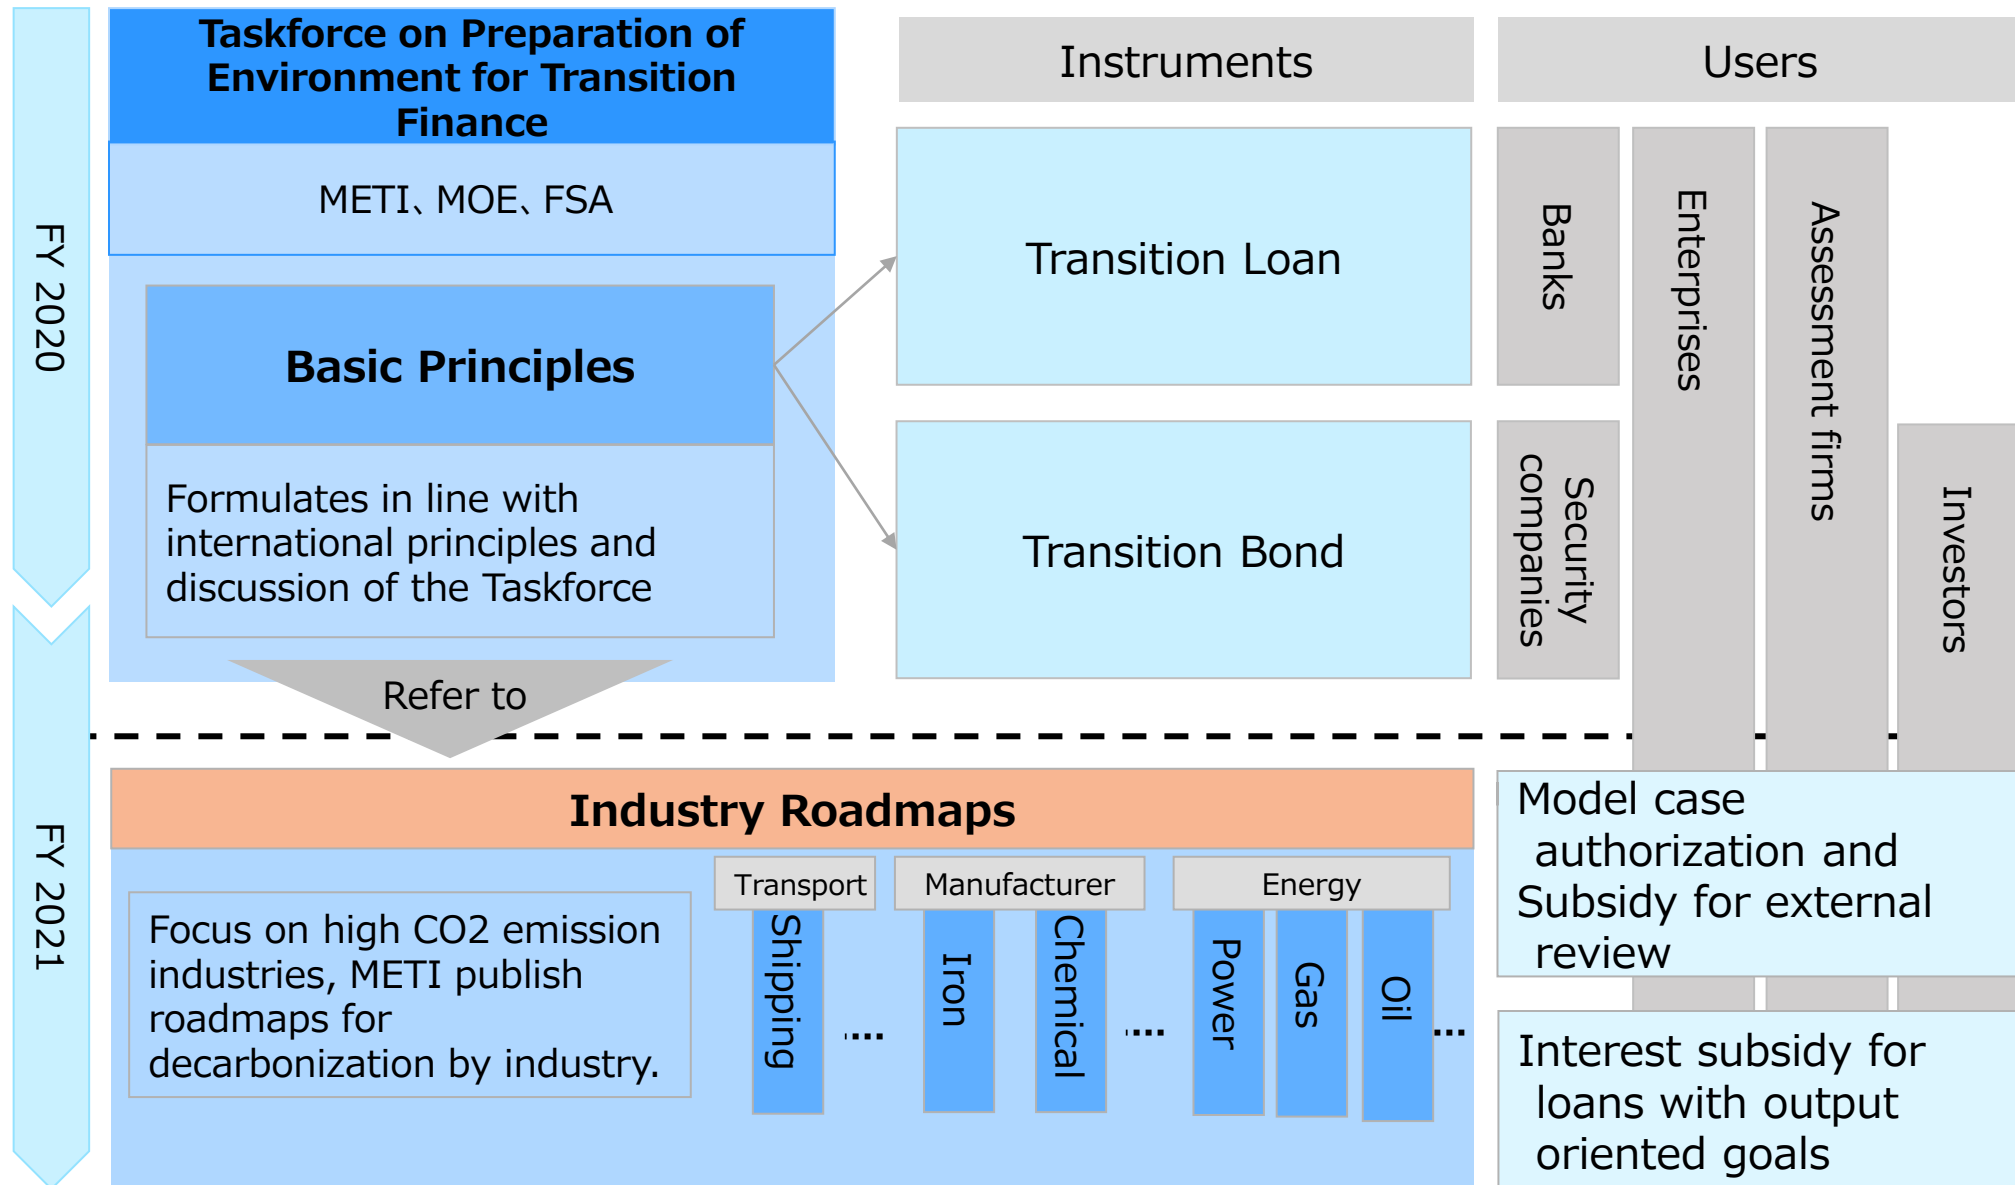 Taskforce on Preparation of
Environment for Transition
Finance
METI、MOE、FSA
Basic Principles
Formulates in line with
international principles and
discussion of the Taskforce
Refer to
FY 2020
Instruments
Transition Loan
Transition Bond
Users
Banks
Security
companies
Enterprises
Assessment firms
Investors
FY 2021
Industry Roadmaps
Focus on high CO2 emission
industries, METI publish
roadmaps for
decarbonization by industry.
Transport
Shipping
....
Manufacturer
Iron
Chemical
....
Energy
Power
Gas
Oil
...
Model case
authorization and
Subsidy for external
review
Interest subsidy for
loans with output
oriented goals